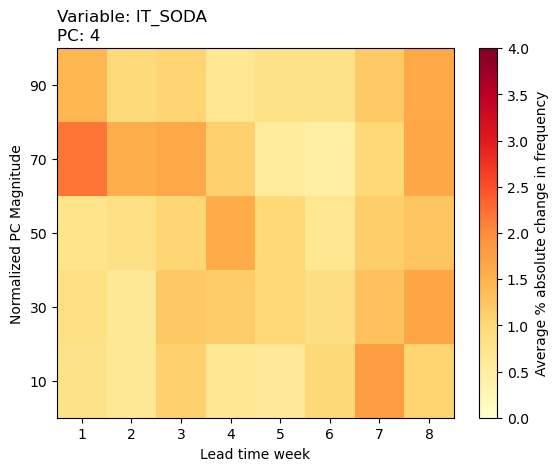 Variable: IT_SODA
PC: 4
90
70
50
30
10
Normalized PC Magnitude
1 2 3 4 5 6 7 8
Lead time week
4.0
3.5
3.0
2.5
2.0
1.5
1.0
0.5
0.0
Average % absolute change in frequency